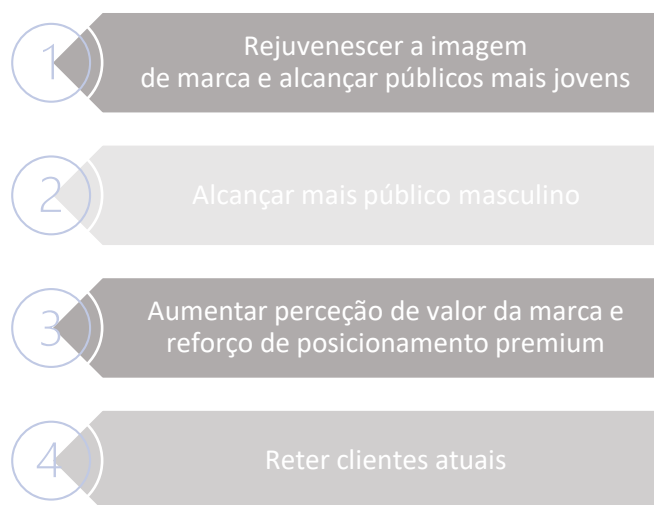 1
Rejuvenescer a imagem
de marca e alcançar públicos mais jovens
2
Alcançar mais público masculino
3
Aumentar perceção de valor da marca e
reforço de posicionamento premium
4
Reter clientes atuais